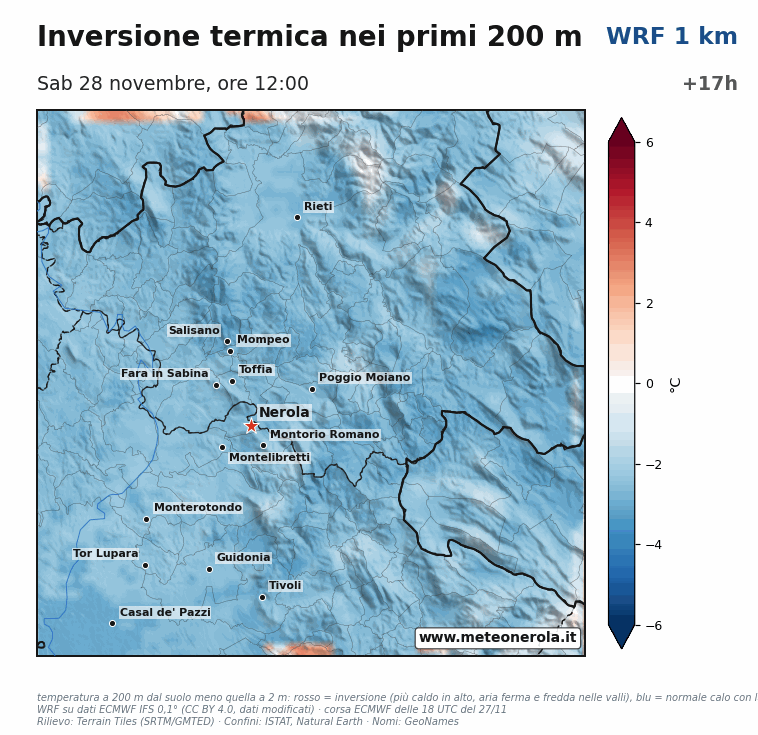 Inversione termica nei primi 200 m WRF 1 km
Sab 28 novembre, ore 12:00 +17h
Rieti
Salisano
Mompeo
Toffia
Fara in Sabina
Poggio Moiano
Nerola
Montorio Romano
Montelibretti
Monterotondo
Tor Lupara
Guidonia
Tivoli
Casal de' Pazzi
www.meteonerola.it
6
4
2
0
−2
−4
−6
°C
temperatura a 200 m dal suolo meno quella a 2 m: rosso = inversione (più caldo in alto, aria ferma e fredda nelle valli), blu = normale calo con l
WRF su dati ECMWF IFS 0,1° (CC BY 4.0, dati modificati) · corsa ECMWF delle 18 UTC del 27/11
Rilievo: Terrain Tiles (SRTM/GMTED) · Confini: ISTAT, Natural Earth · Nomi: GeoNames